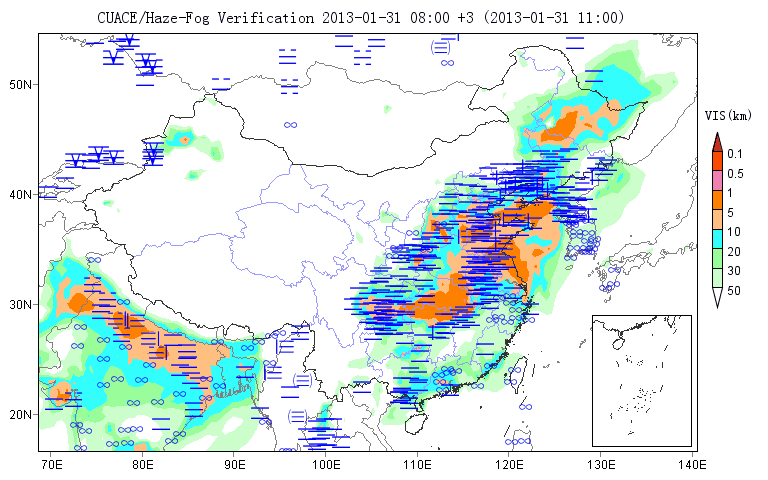 CUACE/Haze-Fog Verification 2013-01-31 08:00 +3 (2013-01-31 11:00)
50N
40N
30N
20N
70E 80E 90E 100E 110E 120E 130E 140E
VIS(km)
0.1
0.5
1
5
10
20
30
50